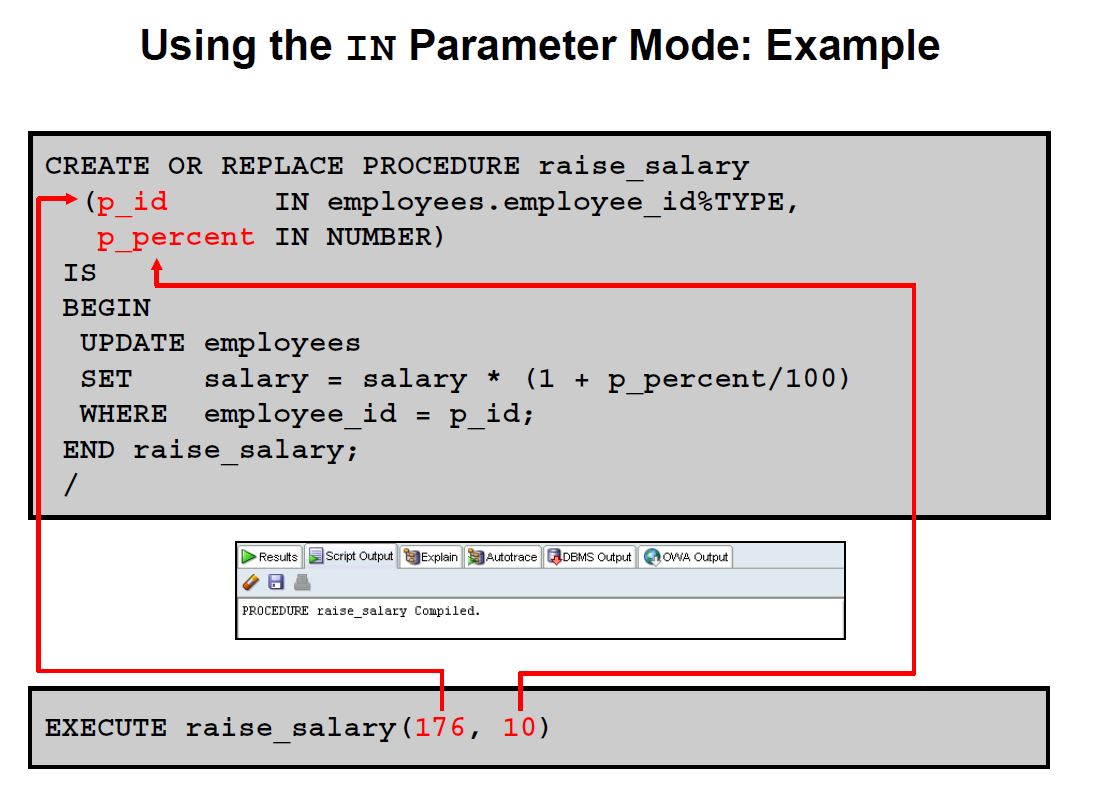 Using the IN Parameter Mode: Example
CREATE OR REPLACE PROCEDURE raise_salary
(p_id IN employees.employee_id%TYPE,
p_percent IN NUMBER)
IS
BEGIN
UPDATE employees
SET salary = salary * (1 + p_percent/100)
WHERE employee_id = p_id;
END raise_salary;
/
Results Script Output Explain Autotrace DBMS Output OWA Output
PROCEDURE raise_salary Compiled.
EXECUTE raise_salary(176, 10)